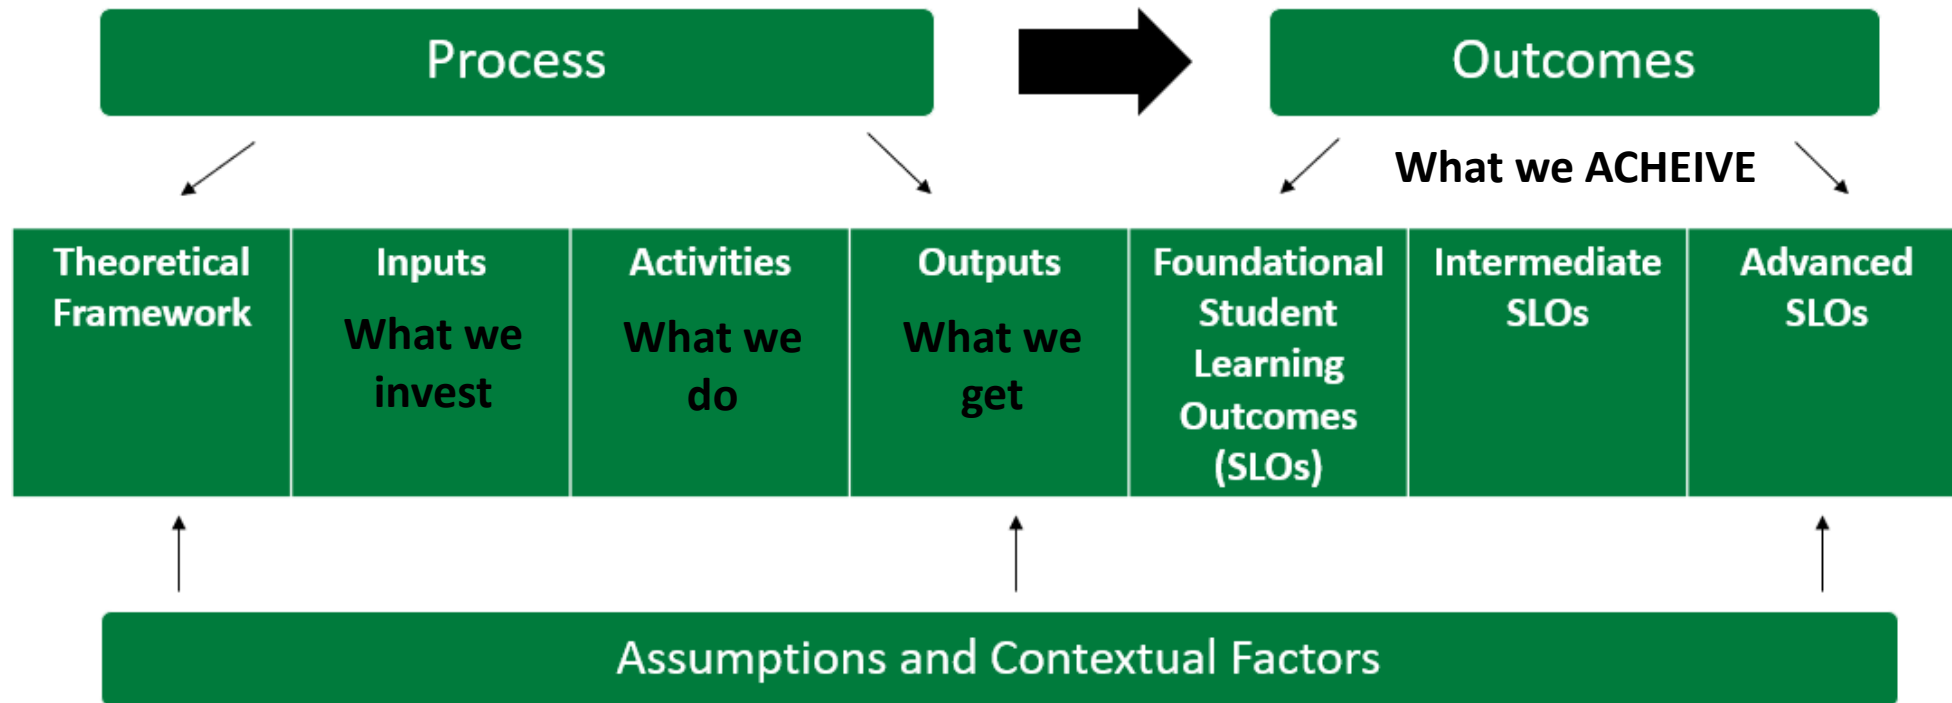 Process
Outcomes
What we ACHEIVE
Theoretical
Framework
Inputs
What we
invest
Activities
What we
do
Outputs
What we
get
Foundational
Student
Learning
Outcomes
(SLOs)
Intermediate
SLOs
Advanced
SLOs
Assumptions and Contextual Factors